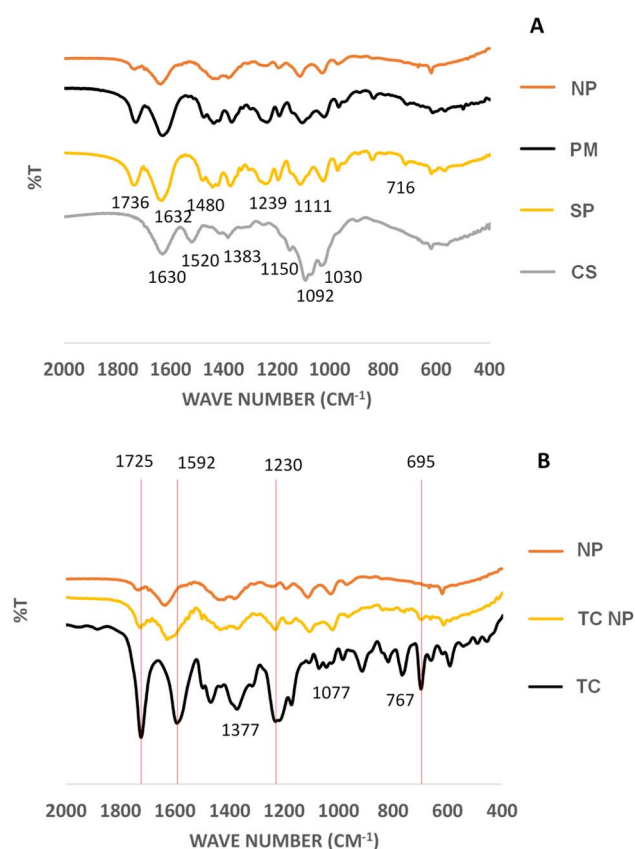 A
NP
PM
SP
CS
%T
1736
1632
1480
1239
1111
716
1630
1520
1383
1150
1092
1030
2000 1800 1600 1400 1200 1000 800 600 400
WAVE NUMBER (CM-1)
B
1725 1592 1230 695
NP
TC NP
TC
%T
1377
1077
767
2000 1800 1600 1400 1200 1000 800 600 400
WAVE NUMBER (CM-1)